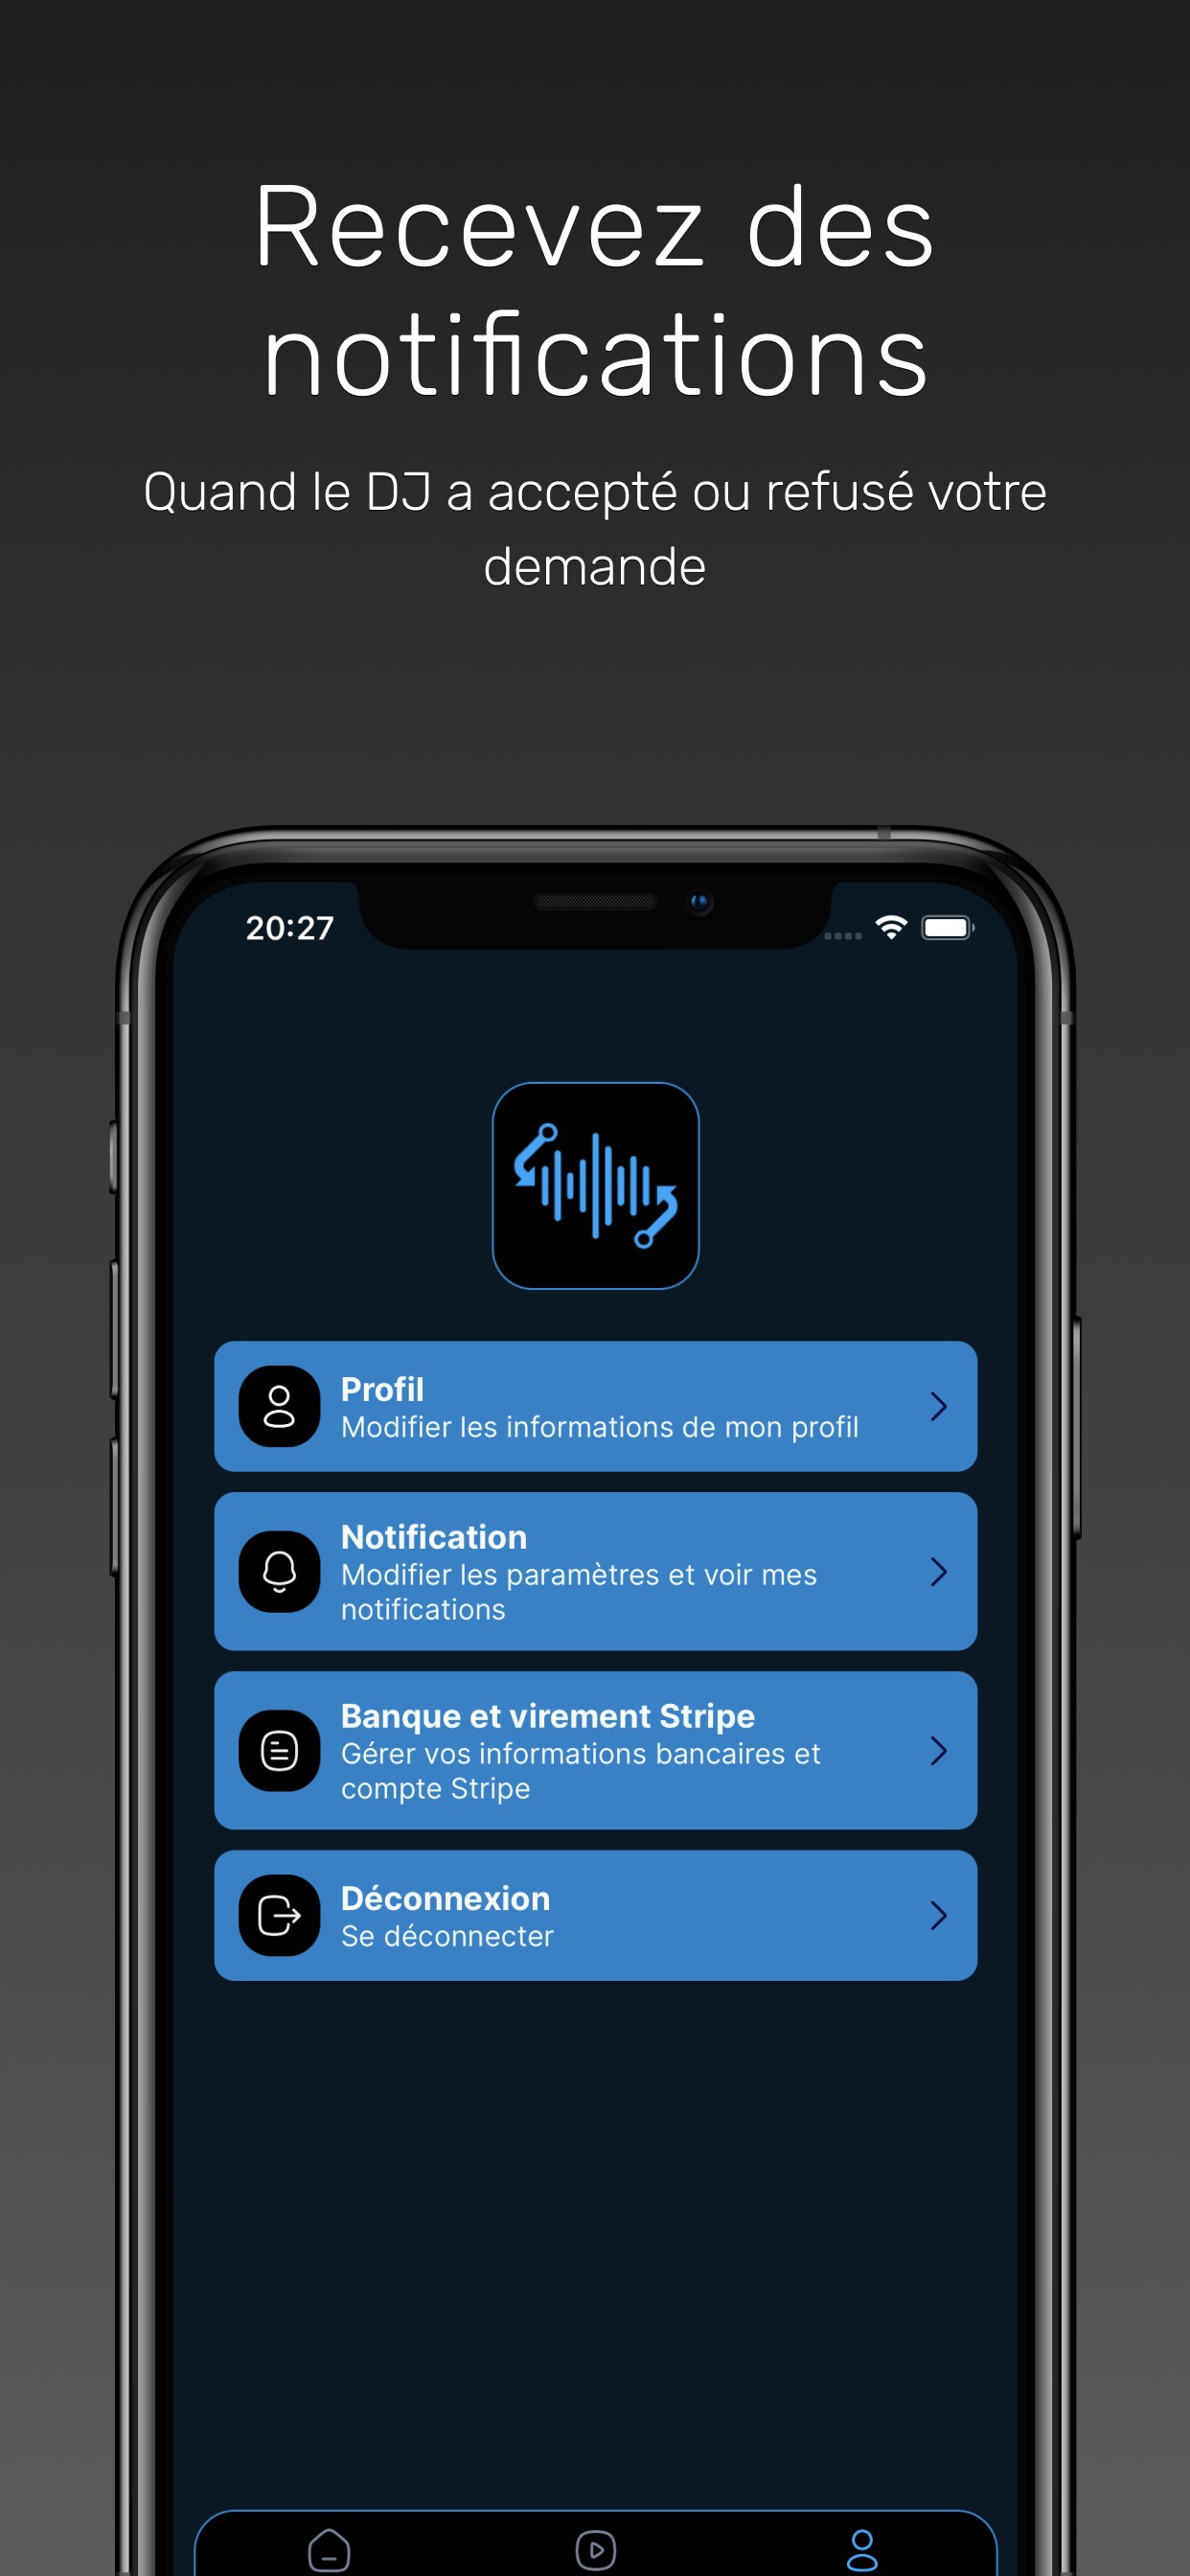 Recevez des
notifications
Quand le DJ a accepté ou refusé votre
demande
20:27
Profil
Modifier les informations de mon profil
Notification
Modifier les paramètres et voir mes
notifications
Banque et virement Stripe
Gérer vos informations bancaires et
compte Stripe
Déconnexion
Se déconnecter